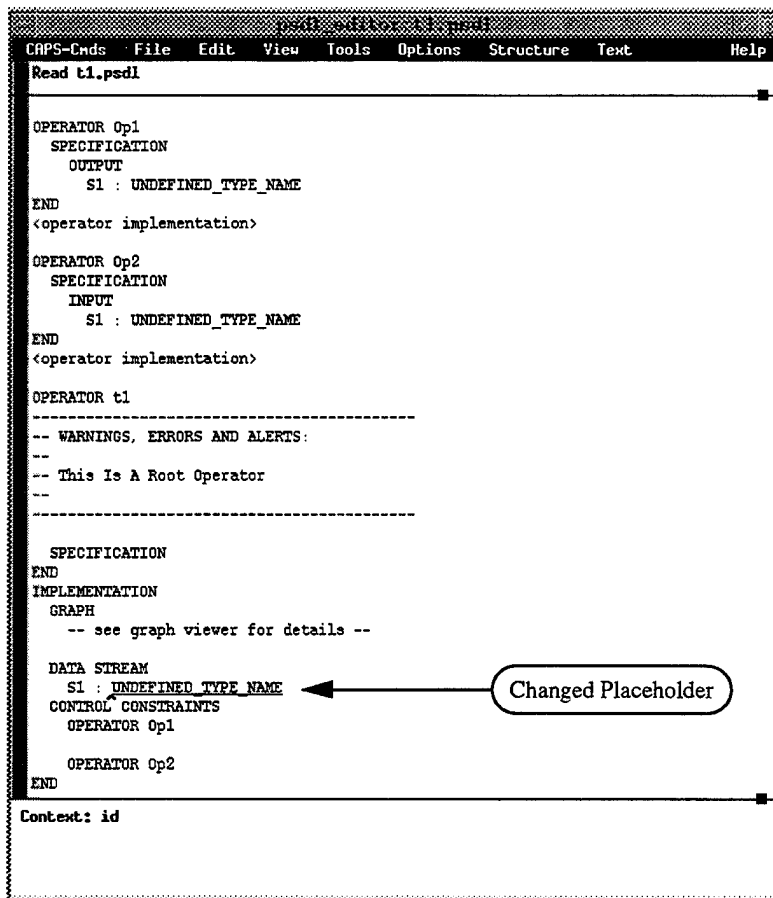 psdl_editor t1.psdl
CAPS-Cmds File Edit View Tools Options Structure Text Help
Read t1.psdl
OPERATOR Op1
SPECIFICATION
OUTPUT
S1 : UNDEFINED_TYPE_NAME
END
<operator implementation>
OPERATOR Op2
SPECIFICATION
INPUT
S1 : UNDEFINED_TYPE_NAME
END
<operator implementation>
OPERATOR t1
-------------------------------------------
-- WARNINGS, ERRORS AND ALERTS:
--
-- This Is A Root Operator
--
-------------------------------------------
SPECIFICATION
END
IMPLEMENTATION
GRAPH
-- see graph viewer for details --
DATA STREAM
S1 : UNDEFINED_TYPE_NAME
Changed Placeholder
CONTROL CONSTRAINTS
OPERATOR Op1
OPERATOR Op2
END
Context: id